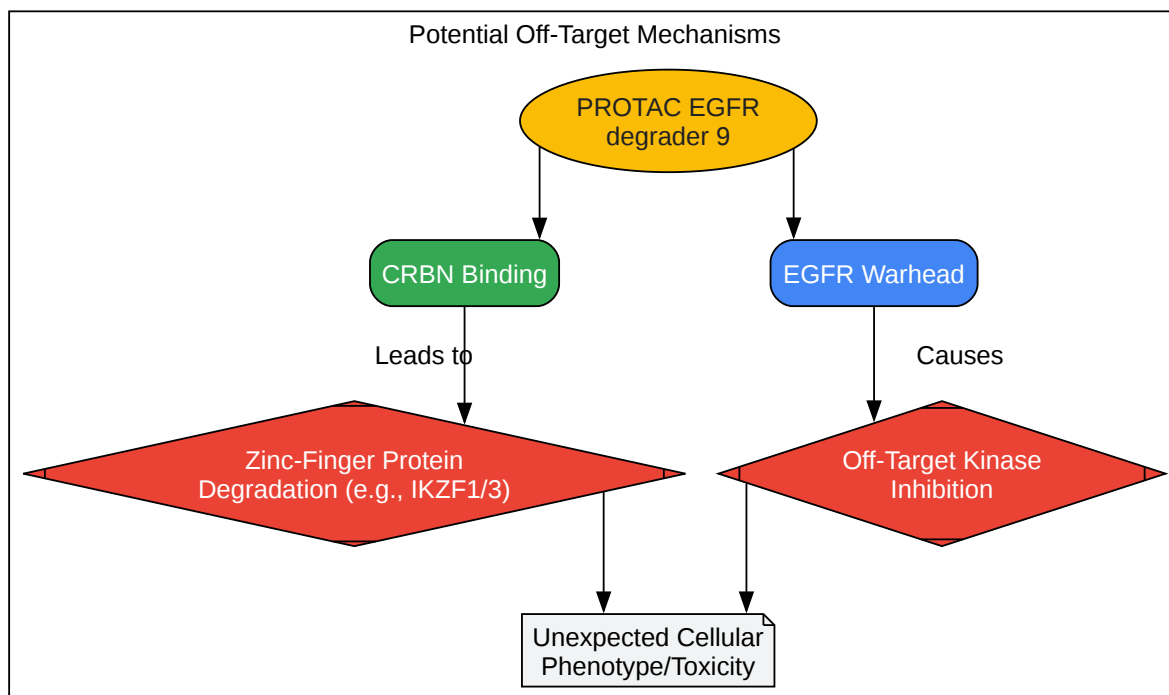 Potential Off-Target Mechanisms
PROTAC EGFR
degrader 9
CRBN Binding
EGFR Warhead
Leads to
Causes
Zinc-Finger Protein
Degradation (e.g., IKZF1/3)
Off-Target Kinase
Inhibition
Unexpected Cellular
Phenotype/Toxicity